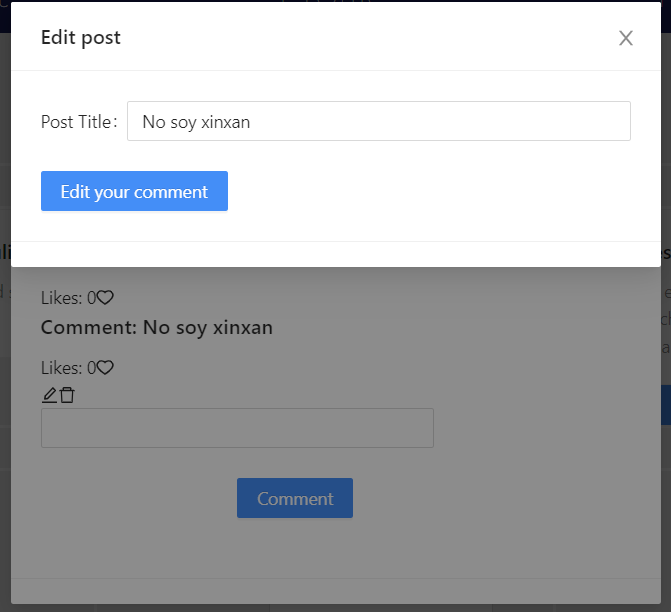 Edit post
Post Title:
No soy xinxan
Edit your comment
Likes: 0
Comment: No soy xinxan
Likes: 0
Comment